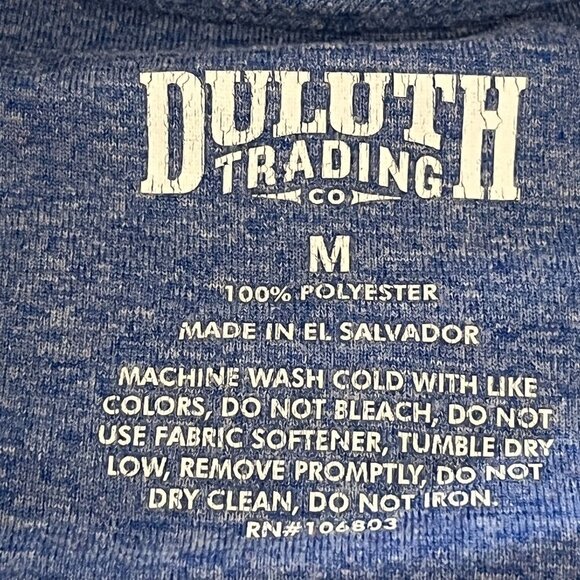 DULUTH
TRADING
CO
M
100% POLYESTER
MADE IN EL SALVADOR
MACHINE WASH COLD WITH LIKE
COLORS, DO NOT BLEACH, DO NOT
USE FABRIC SOFTENER, TUMBLE DRY
LOW, REMOVE PROMPTLY, DO NOT
DRY CLEAN, DO NOT IRON.
RN#106803